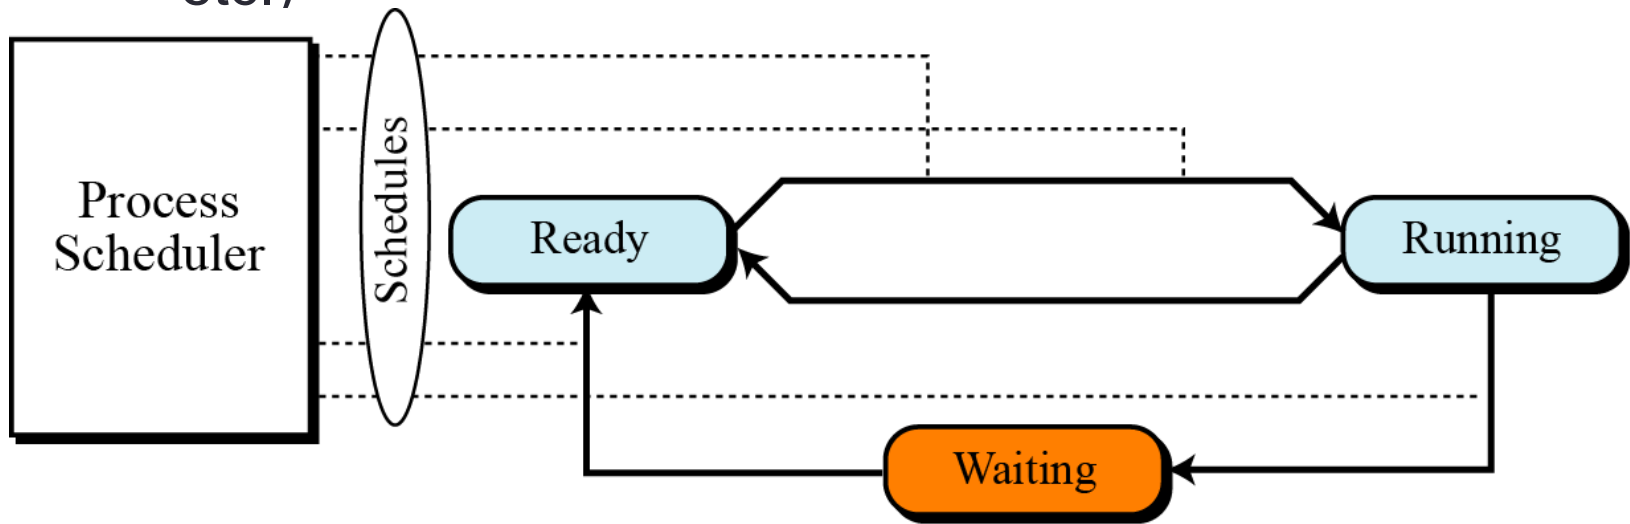 Process
Scheduler
Schedules
Ready
Running
Waiting